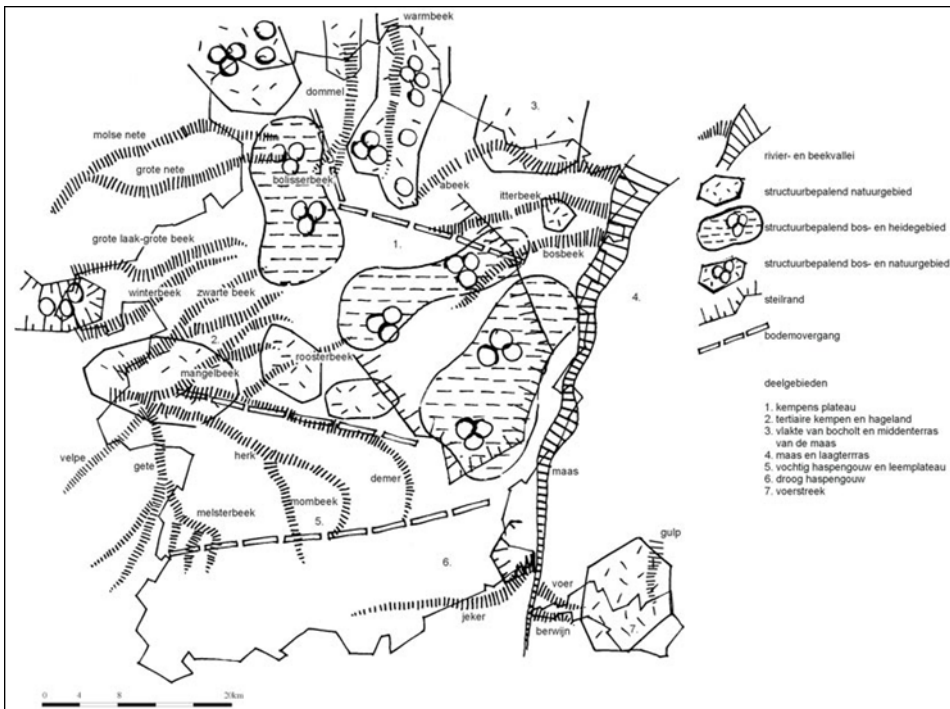 warmbeek
dommel
3.
molse nete
grote nete
bolisserbeek
abeek
itterbeek
grote laak-grote beek
1.
bosbeek
winterbeek
zwarte beek
4.
2.
roosterbeek
mangelbeek
velpe
gete
herk
demer
maas
melsterbeek
mombeek
5.
6.
gulp
voer
jeker
berwijn
7.
0 4 8 20km
rivier- en beekvallei
structuurbepalend natuurgebied
structuurbepalend bos- en heidegebied
structuurbepalend bos- en natuurgebied
steilrand
bodemovergang
deelgebieden
1. kempens plateau
2. tertiaire kempen en hageland
3. vlakte van bocholt en middenterras
van de maas
4. maas en laagterrras
5. vochtig haspengouw en leemplateau
6. droog haspengouw
7. voerstreek